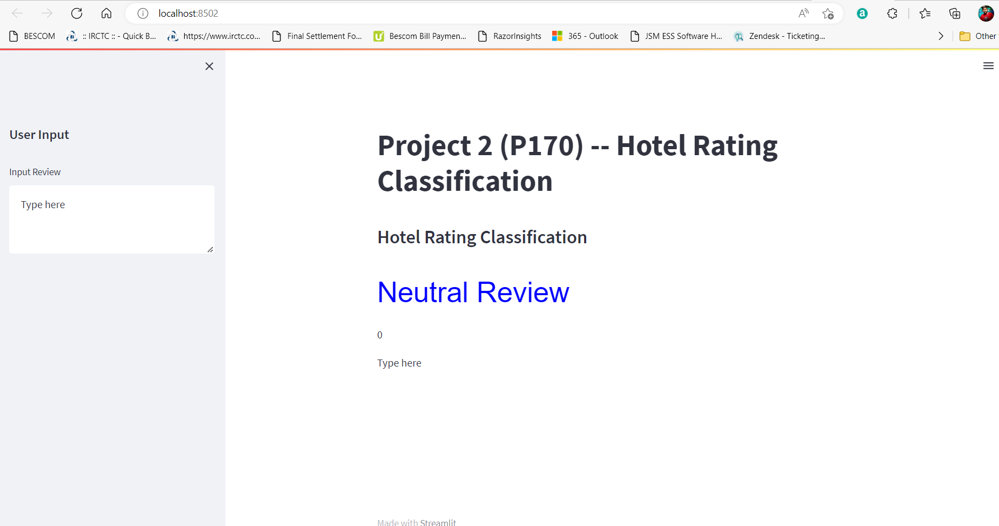 localhost:8502
BESCOM
:: IRCTC :: - Quick B...
https://www.irctc.co...
Final Settlement Fo...
Bescom Bill Paymen...
RazorInsights
365 - Outlook
JSM ESS Software H...
Zendesk - Ticketing...
Other
User Input
Input Review
Type here
Project 2 (P170) -- Hotel Rating
Classification
Hotel Rating Classification
Neutral Review
0
Type here
Made with Streamlit